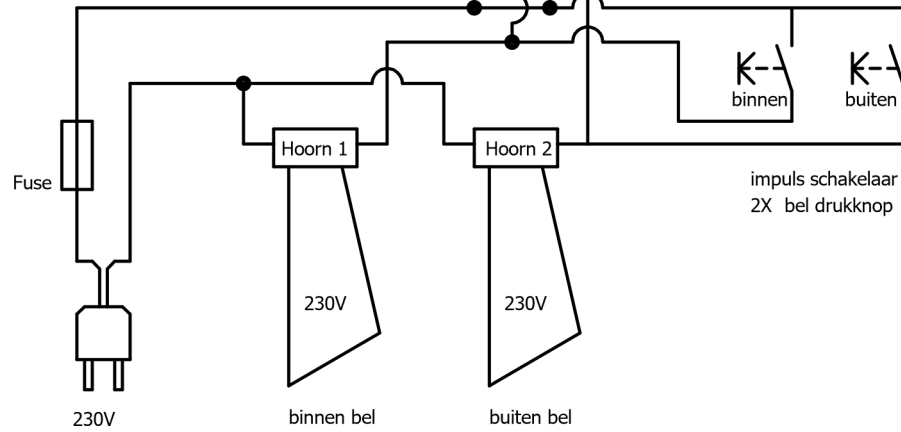 binnen
buiten
Hoorn 1
Hoorn 2
Fuse
impuls schakelaar
2X bel drukknop
230V
230V
230V
binnen bel
buiten bel